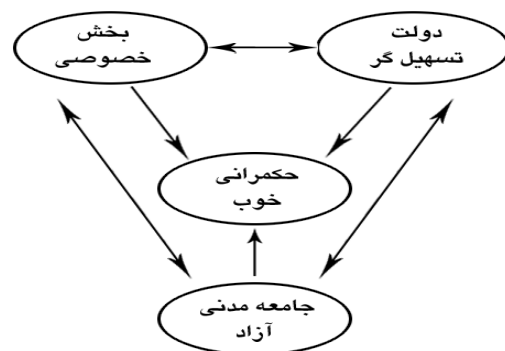 دولت
تسهیل گر
بخش
خصوصی
حکمرانی
خوب
جامعه مدنی
آزاد